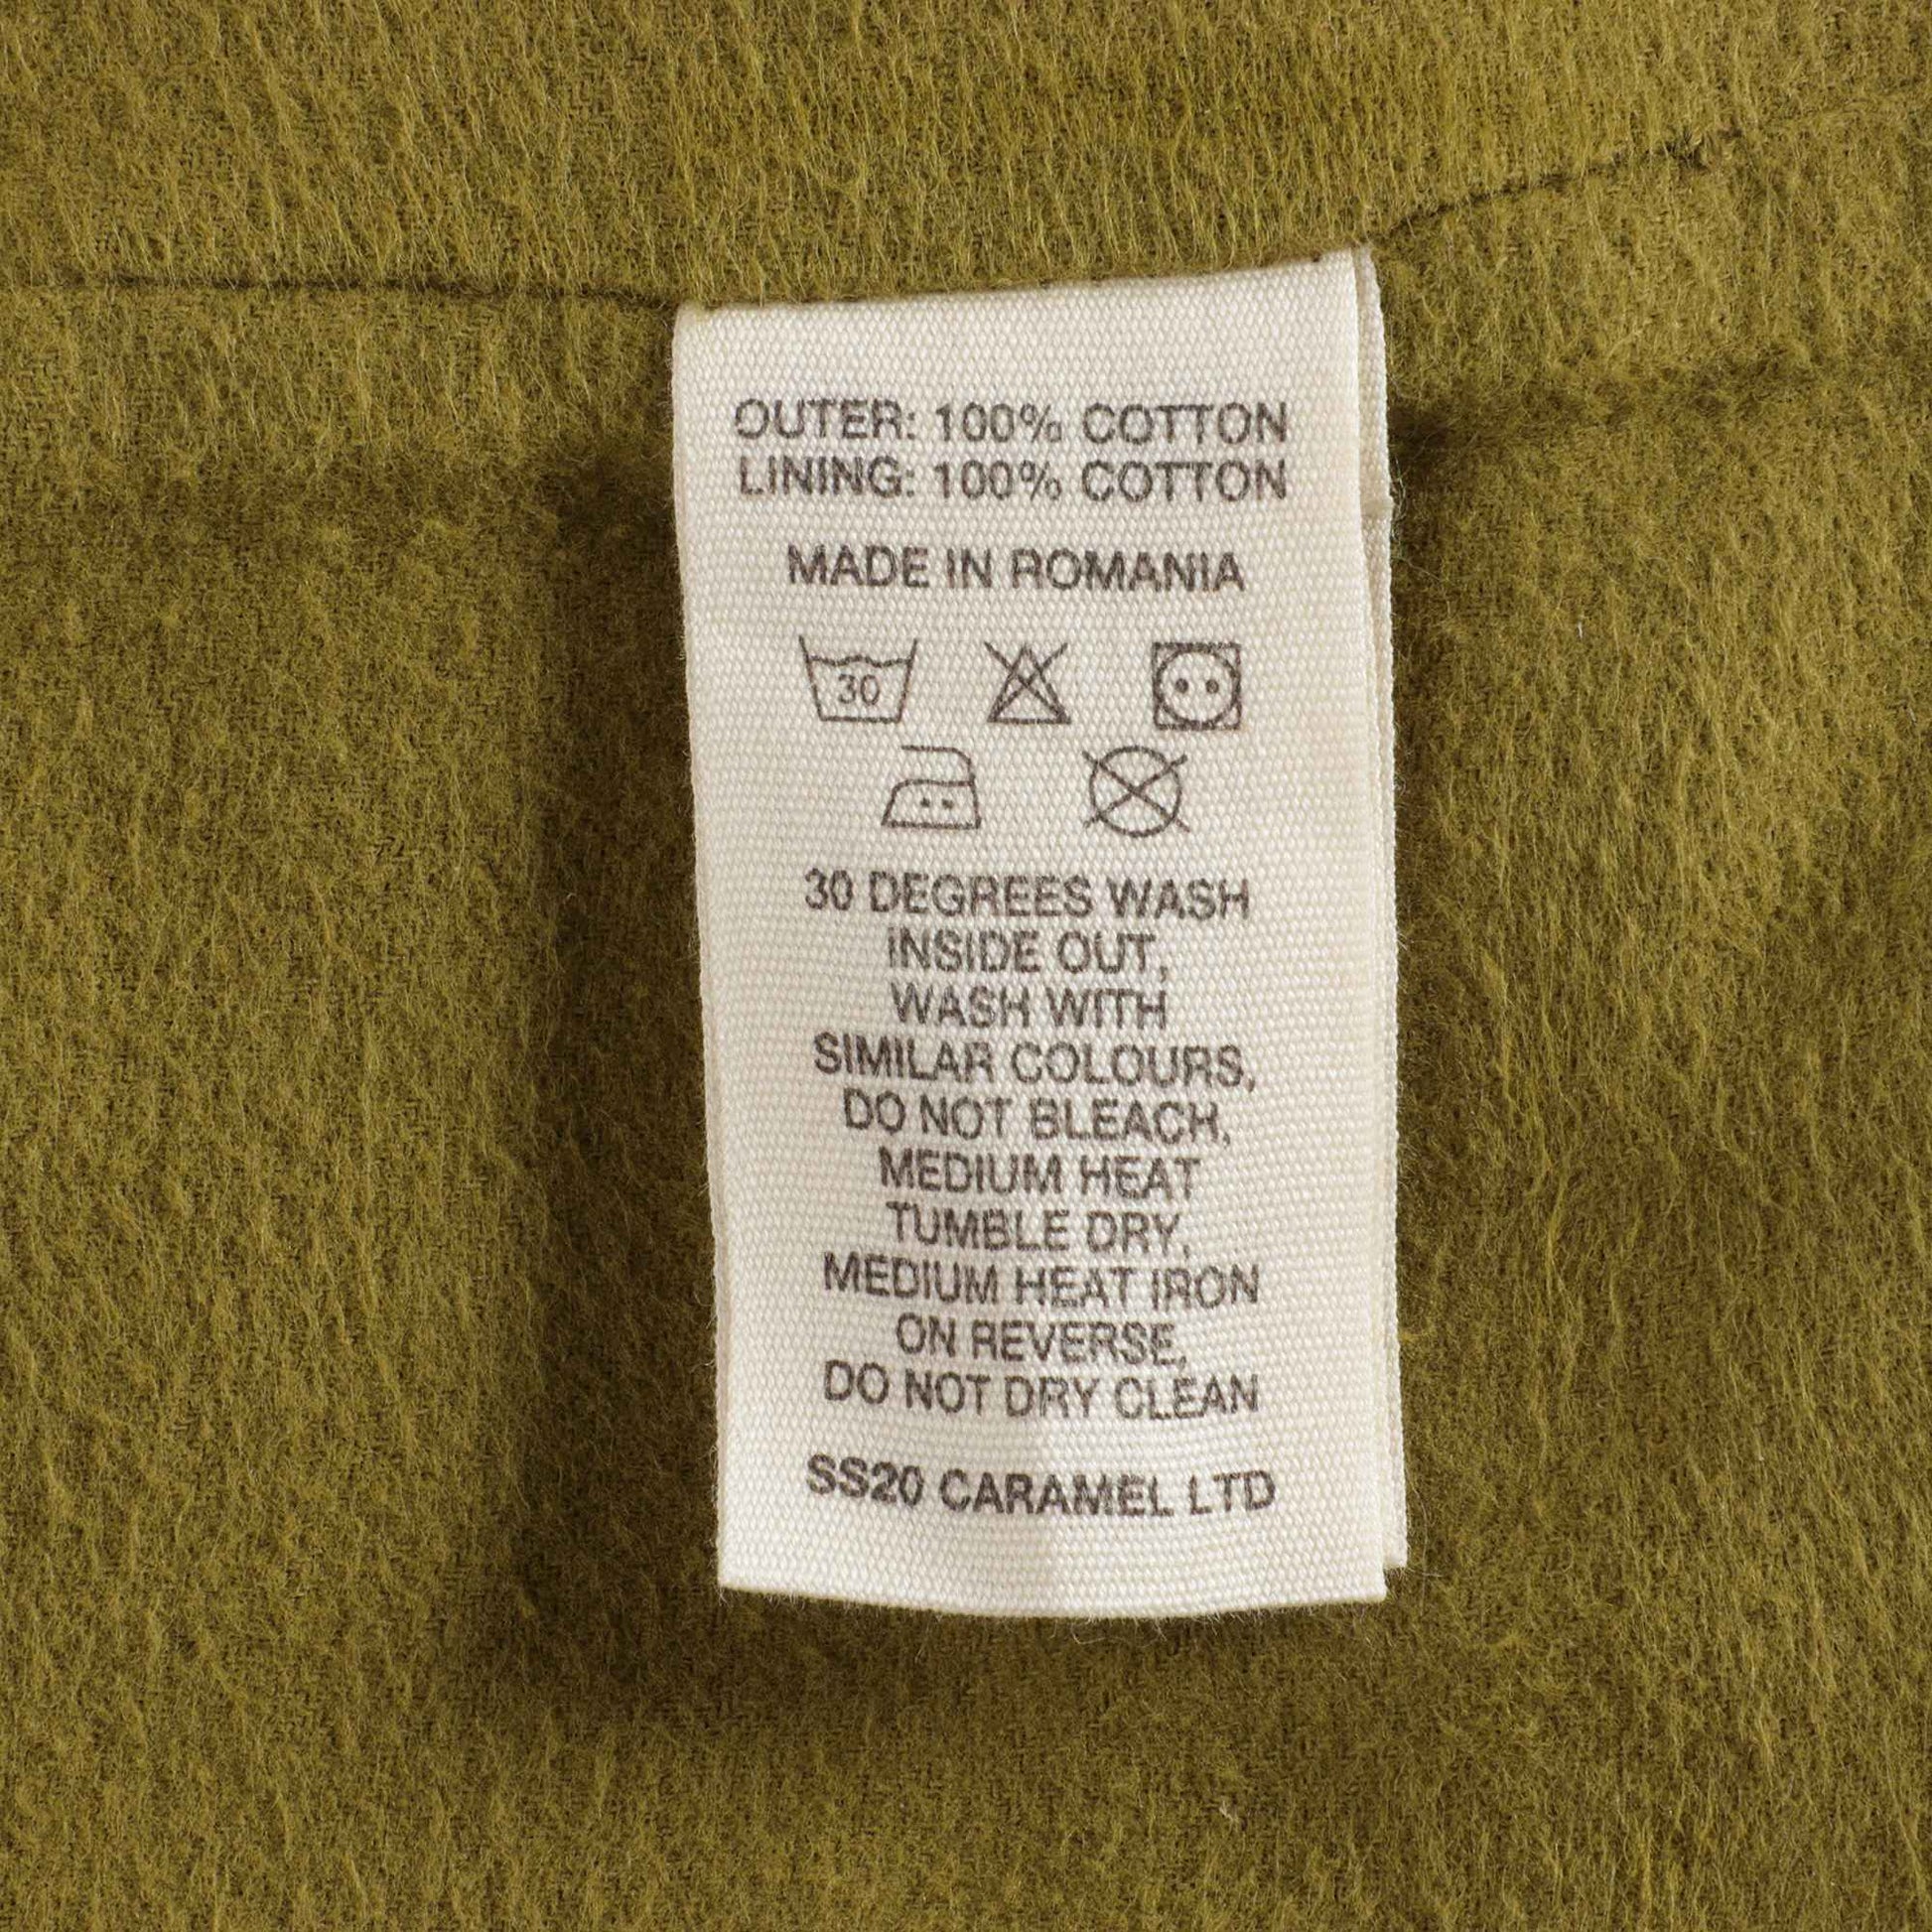 OUTER: 100% COTTON
LINING: 100% COTTON
MADE IN ROMANIA
30
30 DEGREES WASH
INSIDE OUT,
WASH WITH
SIMILAR COLOURS,
DO NOT BLEACH,
MEDIUM HEAT
TUMBLE DRY,
MEDIUM HEAT IRON
ON REVERSE,
DO NOT DRY CLEAN
SS20 CARAMEL LTD